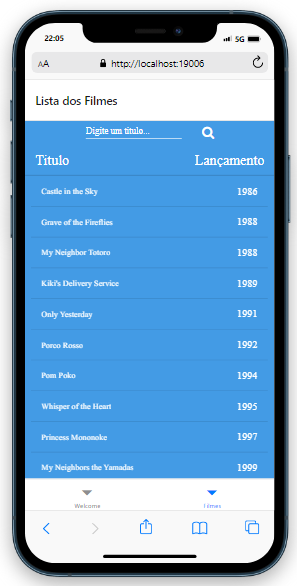 22:05 5G
AA http://localhost:19006
Lista dos Filmes
Digite um título...
Título Lançamento
Castle in the Sky 1986
Grave of the Fireflies 1988
My Neighbor Totoro 1988
Kiki's Delivery Service 1989
Only Yesterday 1991
Porco Rosso 1992
Pom Poko 1994
Whisper of the Heart 1995
Princess Mononoke 1997
My Neighbors the Yamadas 1999
Welcome Filmes